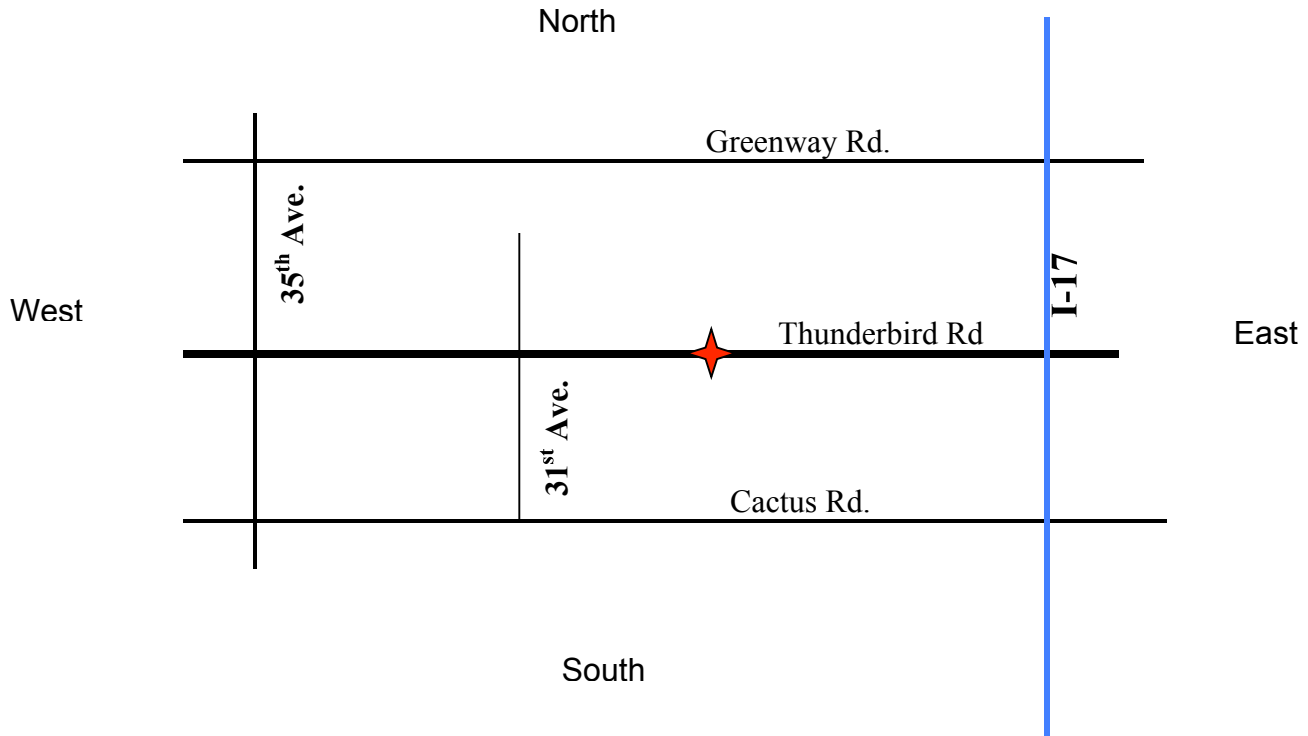 North
Greenway Rd.
35th Ave.
I-17
West
Thunderbird Rd
East
31st Ave.
Cactus Rd.
South